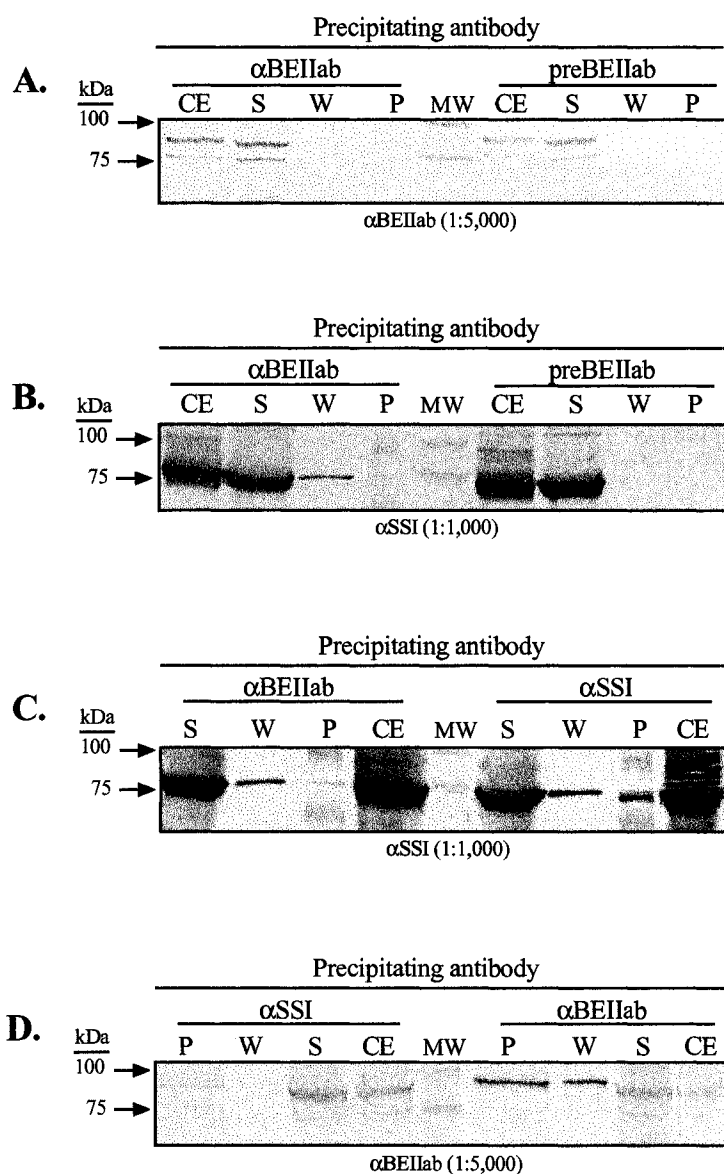 Precipitating antibody
A.
αBEIIab preBEIIab
kDa CE S W P MW CE S W P
100
75
αBEIIab (1:5,000)
Precipitating antibody
αBEIIab preBEIIab
B.
kDa CE S W P MW CE S W P
100
75
αSSI (1:1,000)
Precipitating antibody
αBEIIab αSSI
C.
kDa S W P CE MW S W P CE
100
75
αSSI (1:1,000)
Precipitating antibody
αSSI αBEIIab
D.
kDa P W S CE MW P W S CE
100
75
αBEIIab (1:5,000)